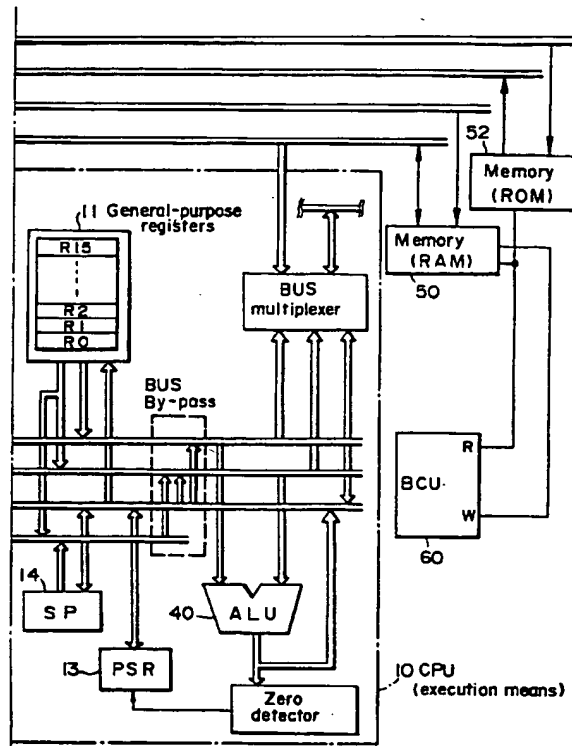 52
Memory
(ROM)
11 General-purpose
registers
R15
R2
R1
R0
Memory
(RAM)
50
BUS
multiplexer
BUS
By-pass
R
BCU
W
60
14
SP
40
ALU
13
PSR
Zero
detector
10 CPU
(execution means)